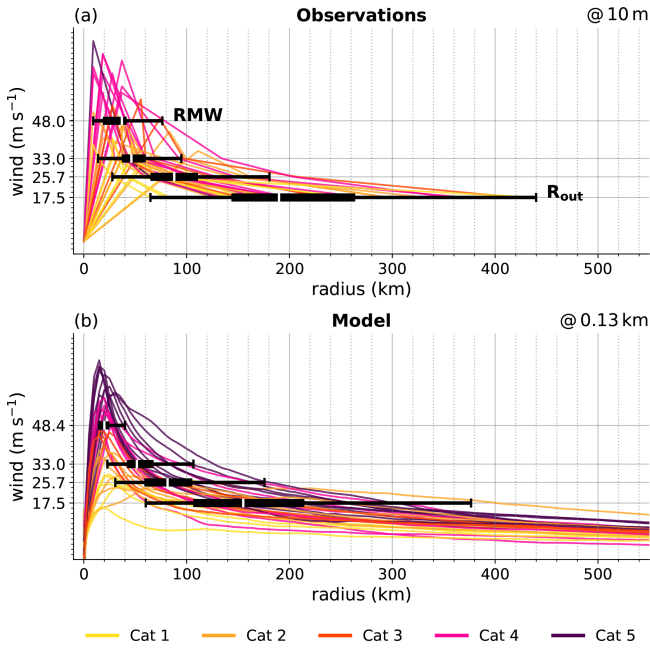 (a) Observations @ 10 m
wind (m s⁻¹)
48.0
33.0
25.7
17.5
RMW
R_out
0 100 200 300 400 500
radius (km)
(b) Model @ 0.13 km
wind (m s⁻¹)
48.4
33.0
25.7
17.5
0 100 200 300 400 500
radius (km)
Cat 1 Cat 2 Cat 3 Cat 4 Cat 5